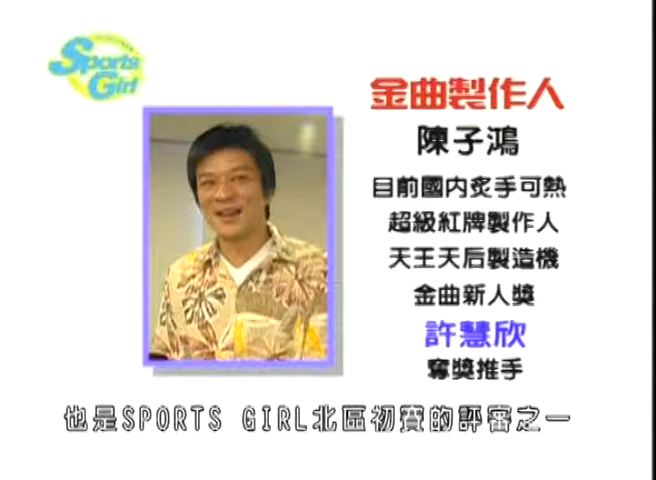 Sports
Girl
金曲製作人
陳子鴻
目前國內炙手可熱
超級紅牌製作人
天王天后製造機
金曲新人獎
許慧欣
奪獎推手
也是SPORTS GIRL北區初賽的評審之一